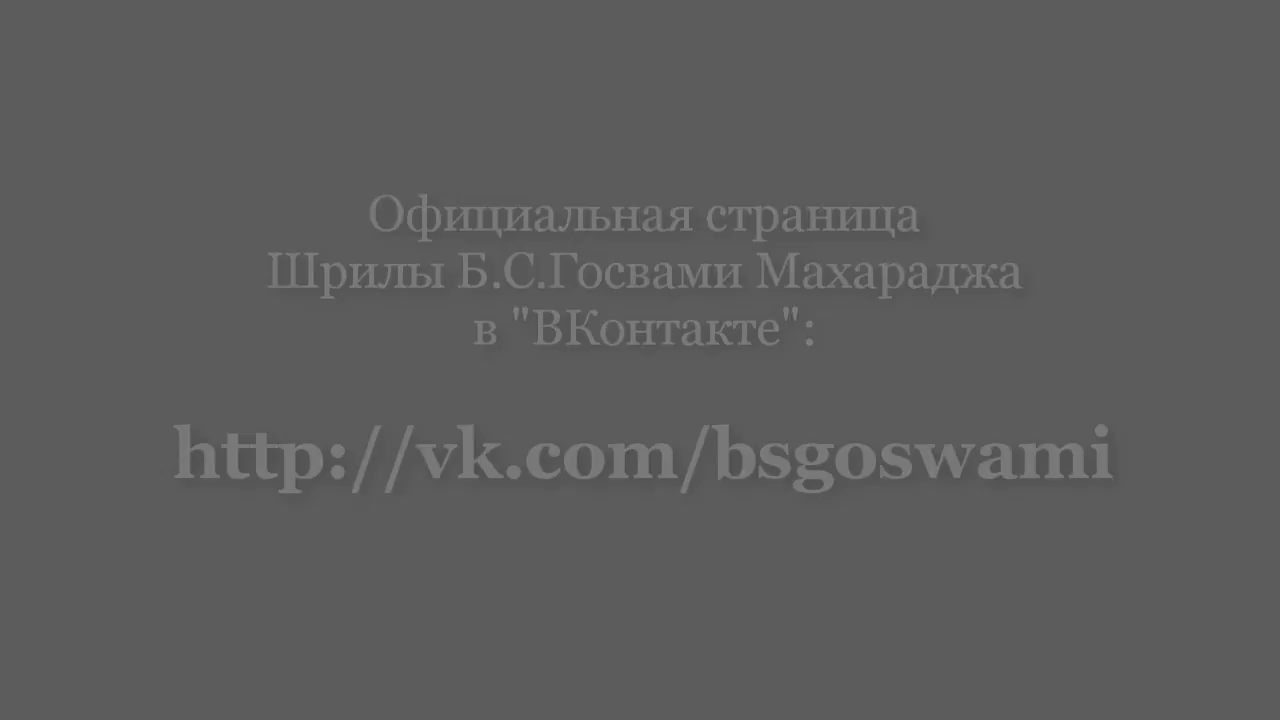 Официальная страница
Шрилы Б.С.Госвами Махараджа
в "ВКонтакте":
http://vk.com/bsgoswami